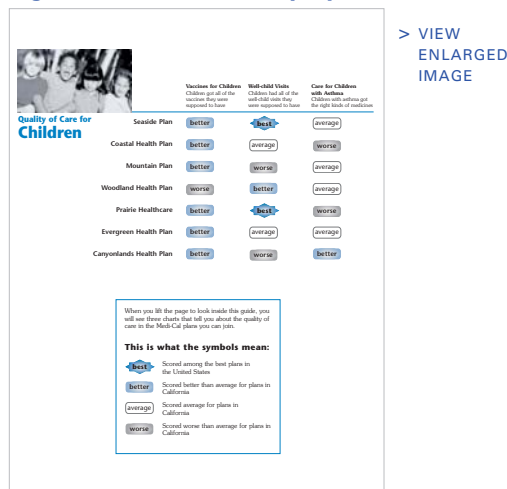 > VIEW
ENLARGED
IMAGE
Vaccines for Children
Children got all of the
vaccines they were
supposed to have
Well-child Visits
Children had all of the
well-child visits they
were supposed to have
Care for Children
with Asthma
Children with asthma got
the right kinds of medicines
Quality of Care for
Children
Seaside Plan better best average
Coastal Health Plan better average worse
Mountain Plan better worse average
Woodland Health Plan worse better average
Prairie Healthcare better best worse
Evergreen Health Plan better average average
Canyonlands Health Plan better worse better
When you lift the page to look inside this guide, you
will see three charts that tell you about the quality of
care in the Medi-Cal plans you can join.
This is what the symbols mean:
best Scored among the best plans in
the United States
better Scored better than average for plans in
California
average Scored average for plans in
California
worse Scored worse than average for plans in
California